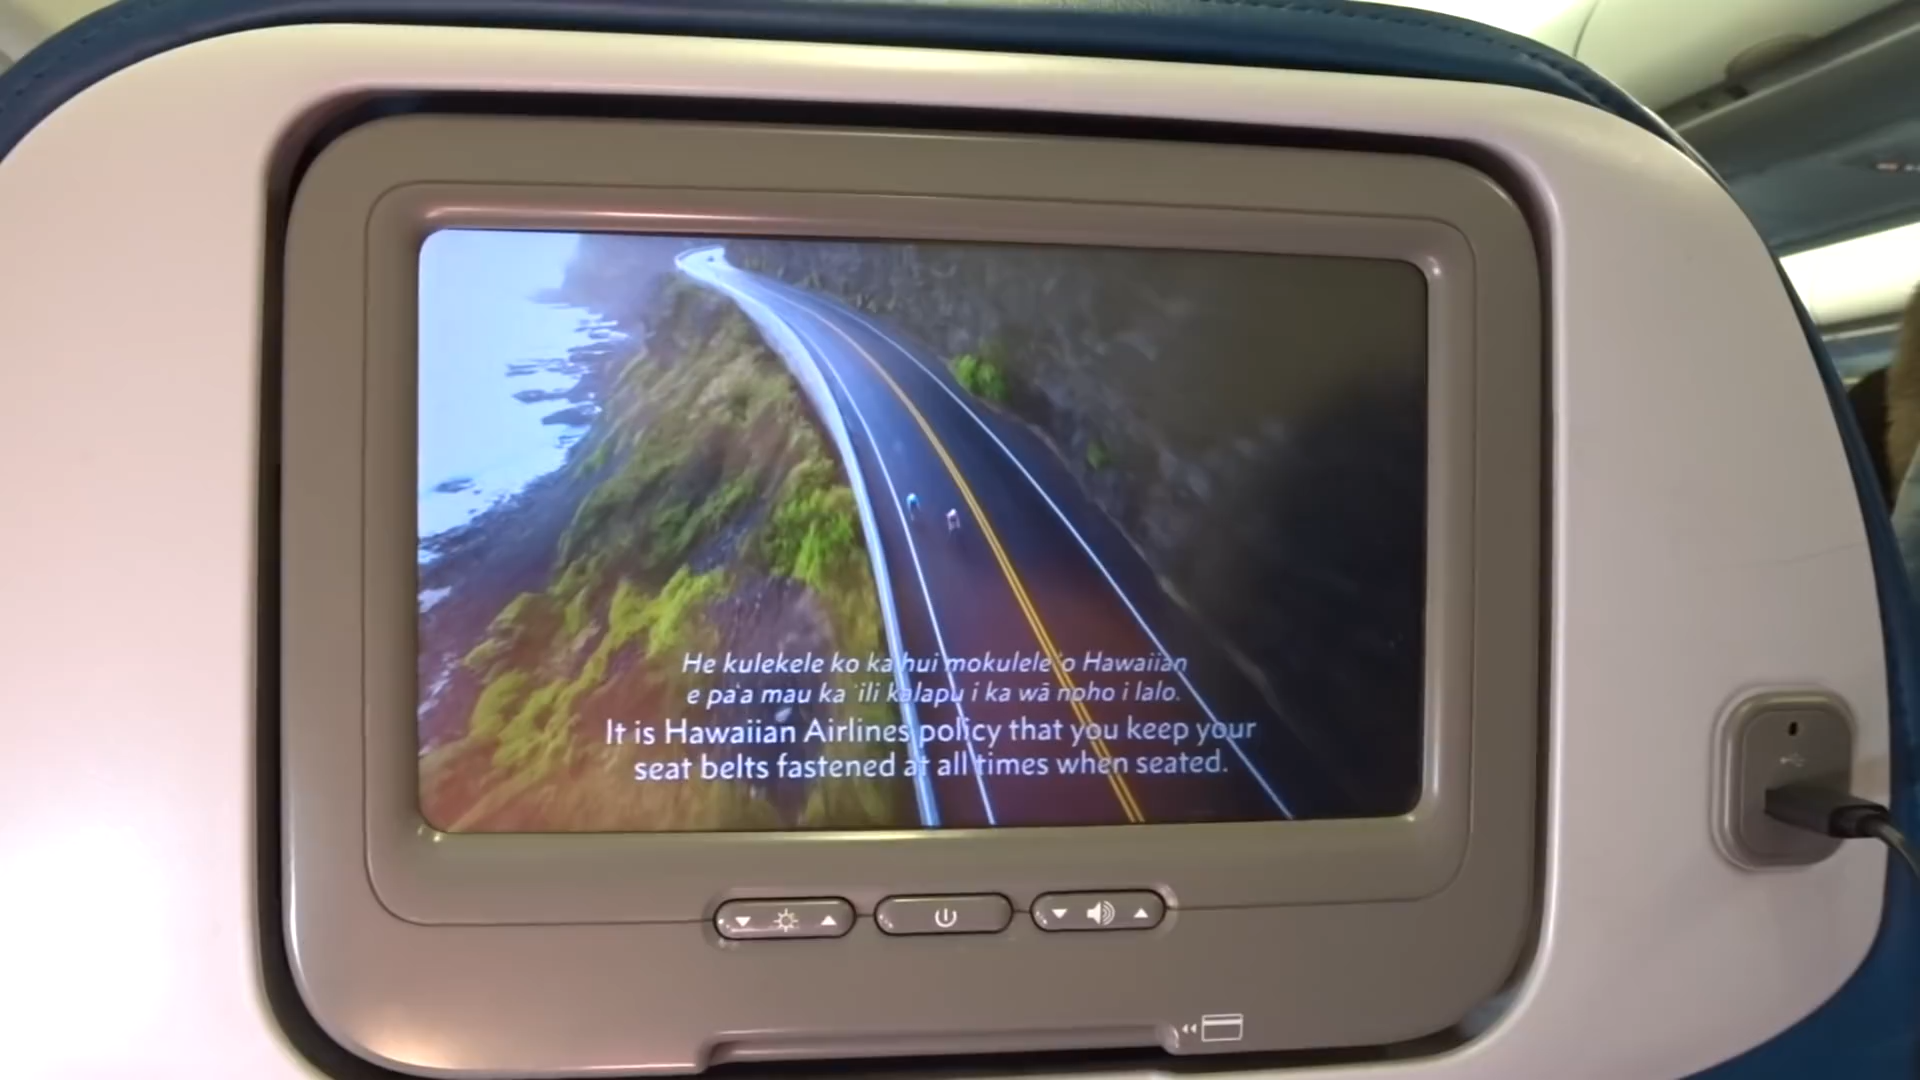 He kulekele ko ka hui mokulele ʻo Hawaiian
e paʻa mau ka ʻili kalapu i ka wā noho i lalo.
It is Hawaiian Airlines policy that you keep your
seat belts fastened at all times when seated.